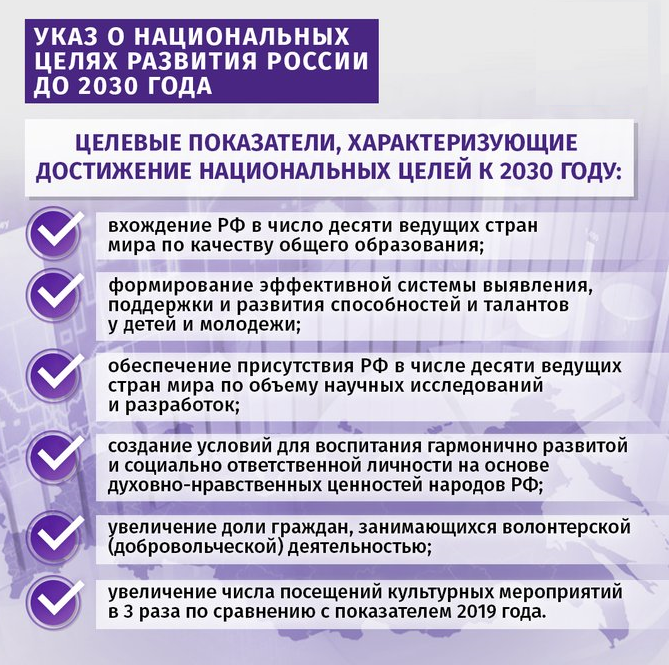 УКАЗ О НАЦИОНАЛЬНЫХ
ЦЕЛЯХ РАЗВИТИЯ РОССИИ
ДО 2030 ГОДА
ЦЕЛЕВЫЕ ПОКАЗАТЕЛИ, ХАРАКТЕРИЗУЮЩИЕ
ДОСТИЖЕНИЕ НАЦИОНАЛЬНЫХ ЦЕЛЕЙ К 2030 ГОДУ:
вхождение РФ в число десяти ведущих стран
мира по качеству общего образования;
формирование эффективной системы выявления,
поддержки и развития способностей и талантов
у детей и молодежи;
обеспечение присутствия РФ в числе десяти ведущих
стран мира по объему научных исследований
и разработок;
создание условий для воспитания гармонично развитой
и социально ответственной личности на основе
духовно-нравственных ценностей народов РФ;
увеличение доли граждан, занимающихся волонтерской
(добровольческой) деятельностью;
увеличение числа посещений культурных мероприятий
в 3 раза по сравнению с показателем 2019 года.